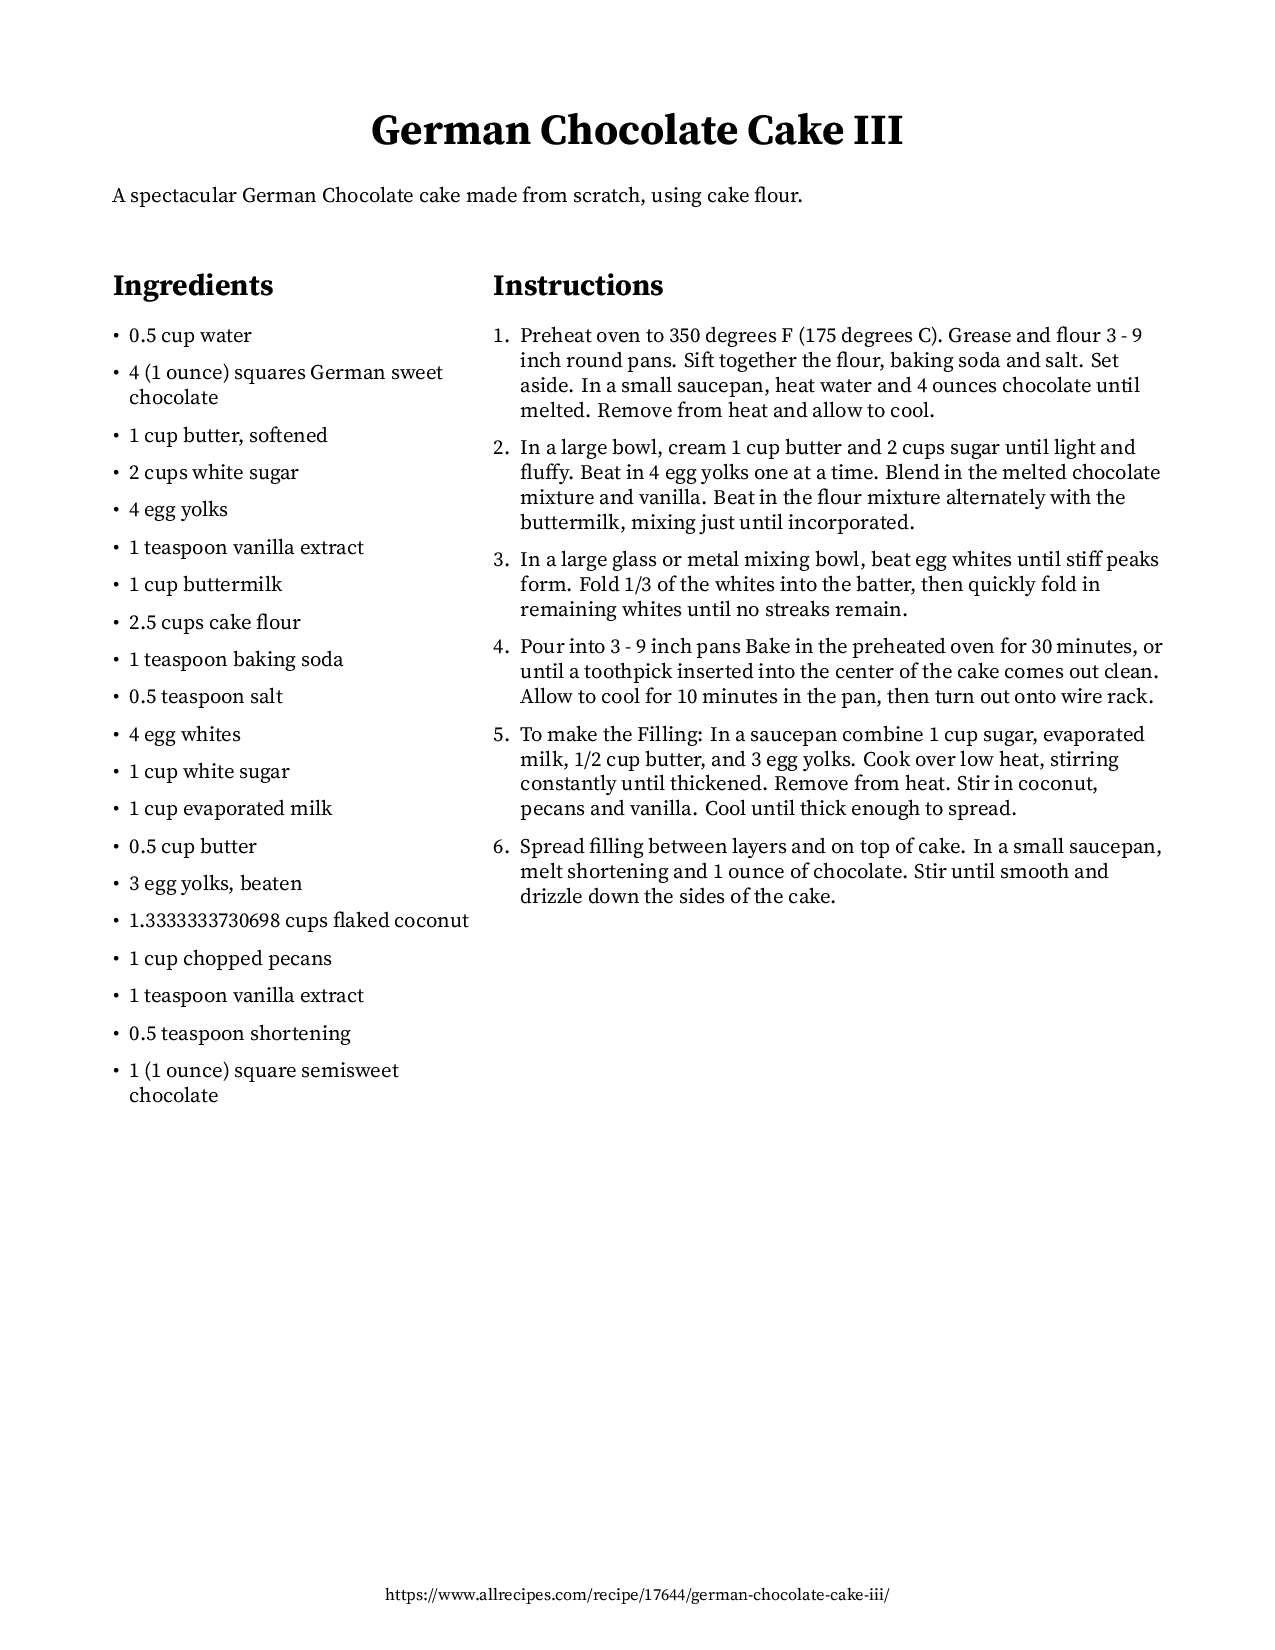 German Chocolate Cake III
A spectacular German Chocolate cake made from scratch, using cake flour.
Ingredients
• 0.5 cup water
• 4 (1 ounce) squares German sweet
chocolate
• 1 cup butter, softened
• 2 cups white sugar
• 4 egg yolks
• 1 teaspoon vanilla extract
• 1 cup buttermilk
• 2.5 cups cake flour
• 1 teaspoon baking soda
• 0.5 teaspoon salt
• 4 egg whites
• 1 cup white sugar
• 1 cup evaporated milk
• 0.5 cup butter
• 3 egg yolks, beaten
• 1.3333333730698 cups flaked coconut
• 1 cup chopped pecans
• 1 teaspoon vanilla extract
• 0.5 teaspoon shortening
• 1 (1 ounce) square semisweet
chocolate
Instructions
1. Preheat oven to 350 degrees F (175 degrees C). Grease and flour 3 - 9
inch round pans. Sift together the flour, baking soda and salt. Set
aside. In a small saucepan, heat water and 4 ounces chocolate until
melted. Remove from heat and allow to cool.
2. In a large bowl, cream 1 cup butter and 2 cups sugar until light and
fluffy. Beat in 4 egg yolks one at a time. Blend in the melted chocolate
mixture and vanilla. Beat in the flour mixture alternately with the
buttermilk, mixing just until incorporated.
3. In a large glass or metal mixing bowl, beat egg whites until stiff peaks
form. Fold 1/3 of the whites into the batter, then quickly fold in
remaining whites until no streaks remain.
4. Pour into 3 - 9 inch pans Bake in the preheated oven for 30 minutes, or
until a toothpick inserted into the center of the cake comes out clean.
Allow to cool for 10 minutes in the pan, then turn out onto wire rack.
5. To make the Filling: In a saucepan combine 1 cup sugar, evaporated
milk, 1/2 cup butter, and 3 egg yolks. Cook over low heat, stirring
constantly until thickened. Remove from heat. Stir in coconut,
pecans and vanilla. Cool until thick enough to spread.
6. Spread filling between layers and on top of cake. In a small saucepan,
melt shortening and 1 ounce of chocolate. Stir until smooth and
drizzle down the sides of the cake.
https://www.allrecipes.com/recipe/17644/german-chocolate-cake-iii/